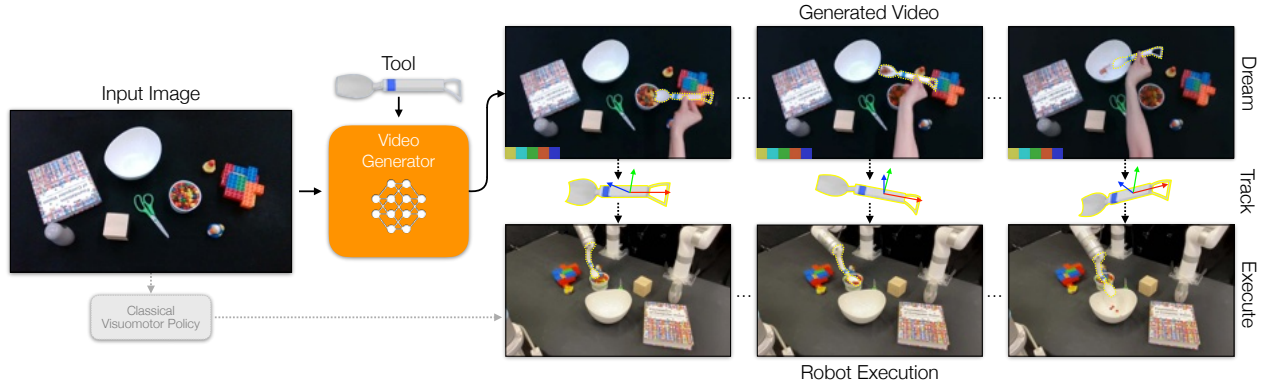 Generated Video
Tool
Input Image
Video
Generator
Dream
Track
Execute
Classical
Visuomotor Policy
Robot Execution
...
...
...
...